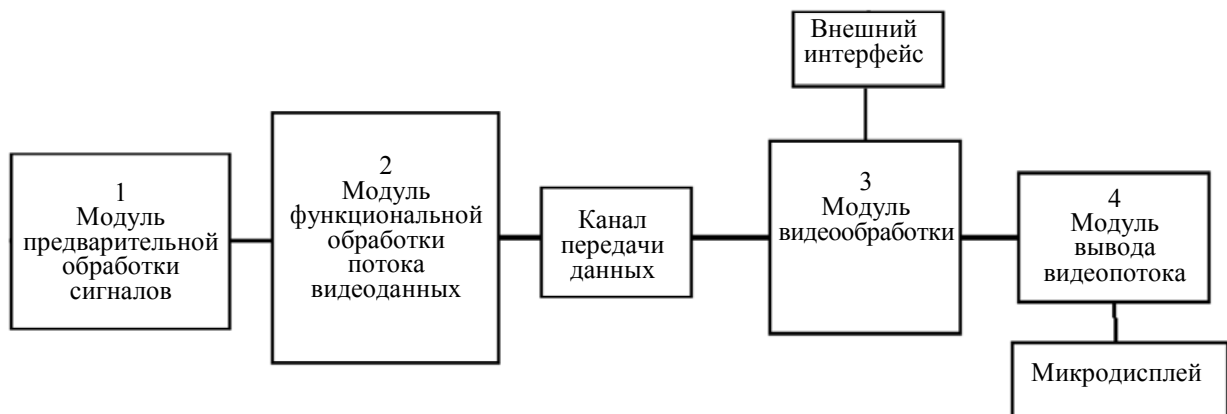 1
Модуль
предварительной
обработки
сигналов
2
Модуль
функциональной
обработки
потока
видеоданных
Канал
передачи
данных
Внешний
интерфейс
3
Модуль
видеообработки
4
Модуль
вывода
видеопотока
Микродисплей